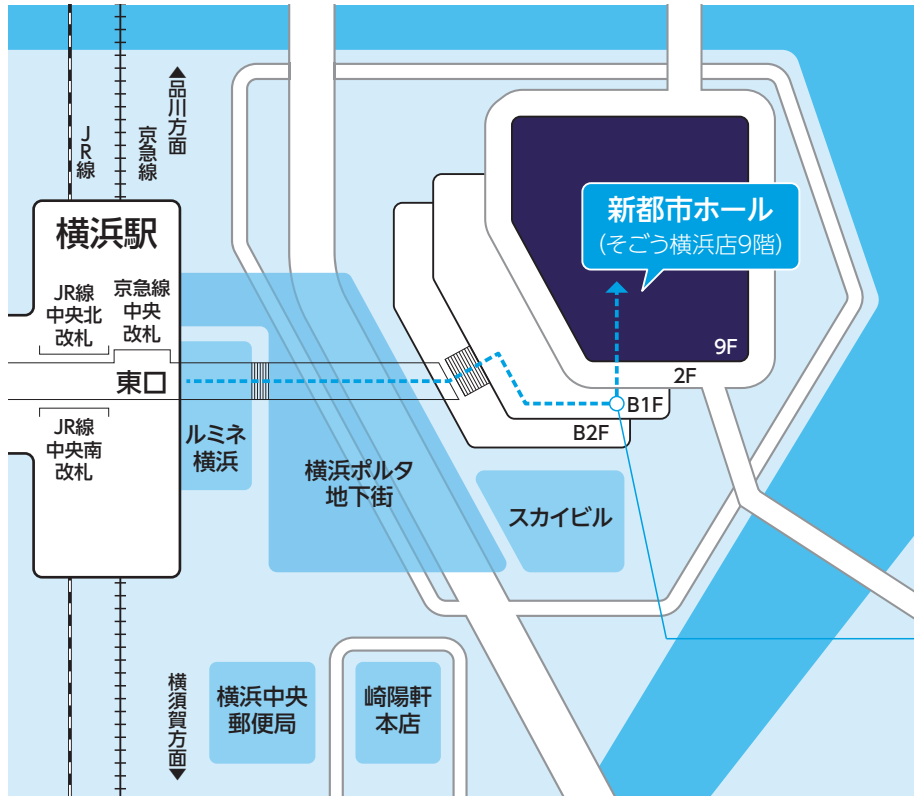 ▲品川方面
JR線
京急線
横浜駅
JR線
中央北
改札
京急線
中央
改札
東口
JR線
中央南
改札
ルミネ
横浜
横浜ポルタ
地下街
新都市ホール
(そごう横浜店9階)
9F
2F
B1F
B2F
スカイビル
横須賀方面▼
横浜中央
郵便局
崎陽軒
本店